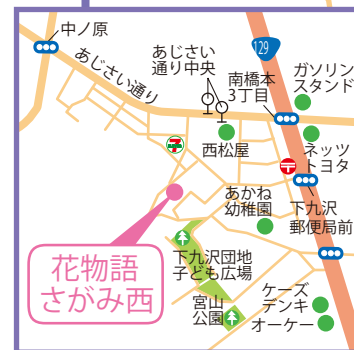 中ノ原
あじさい通り
あじさい
通り中央
129
南橋本
3丁目
ガソリン
スタンド
7
西松屋
ネッツ
トヨタ
〒
あかね
幼稚園
下九沢
郵便局前
花物語
さがみ西
下九沢団地
子ども広場
宮山
公園
ケーズ
デンキ
オーケー